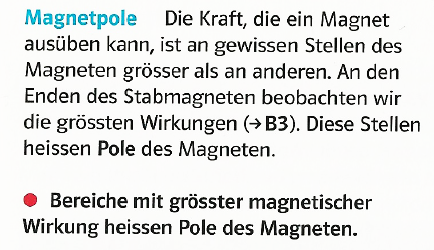 Magnetpole Die Kraft, die ein Magnet
ausüben kann, ist an gewissen Stellen des
Magneten grösser als an anderen. An den
Enden des Stabmagneten beobachten wir
die grössten Wirkungen (→B3). Diese Stellen
heissen Pole des Magneten.
● Bereiche mit grösster magnetischer
Wirkung heissen Pole des Magneten.